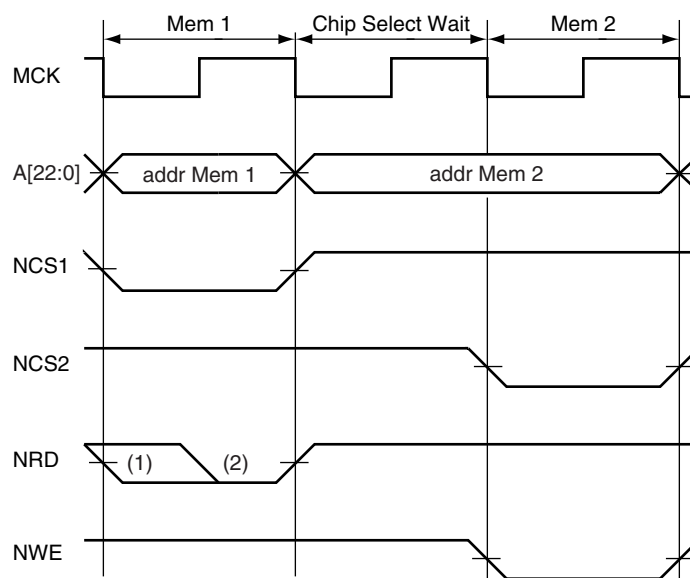 Mem 1 Chip Select Wait Mem 2
MCK
A[22:0] addr Mem 1 addr Mem 2
NCS1
NCS2
NRD (1) (2)
NWE